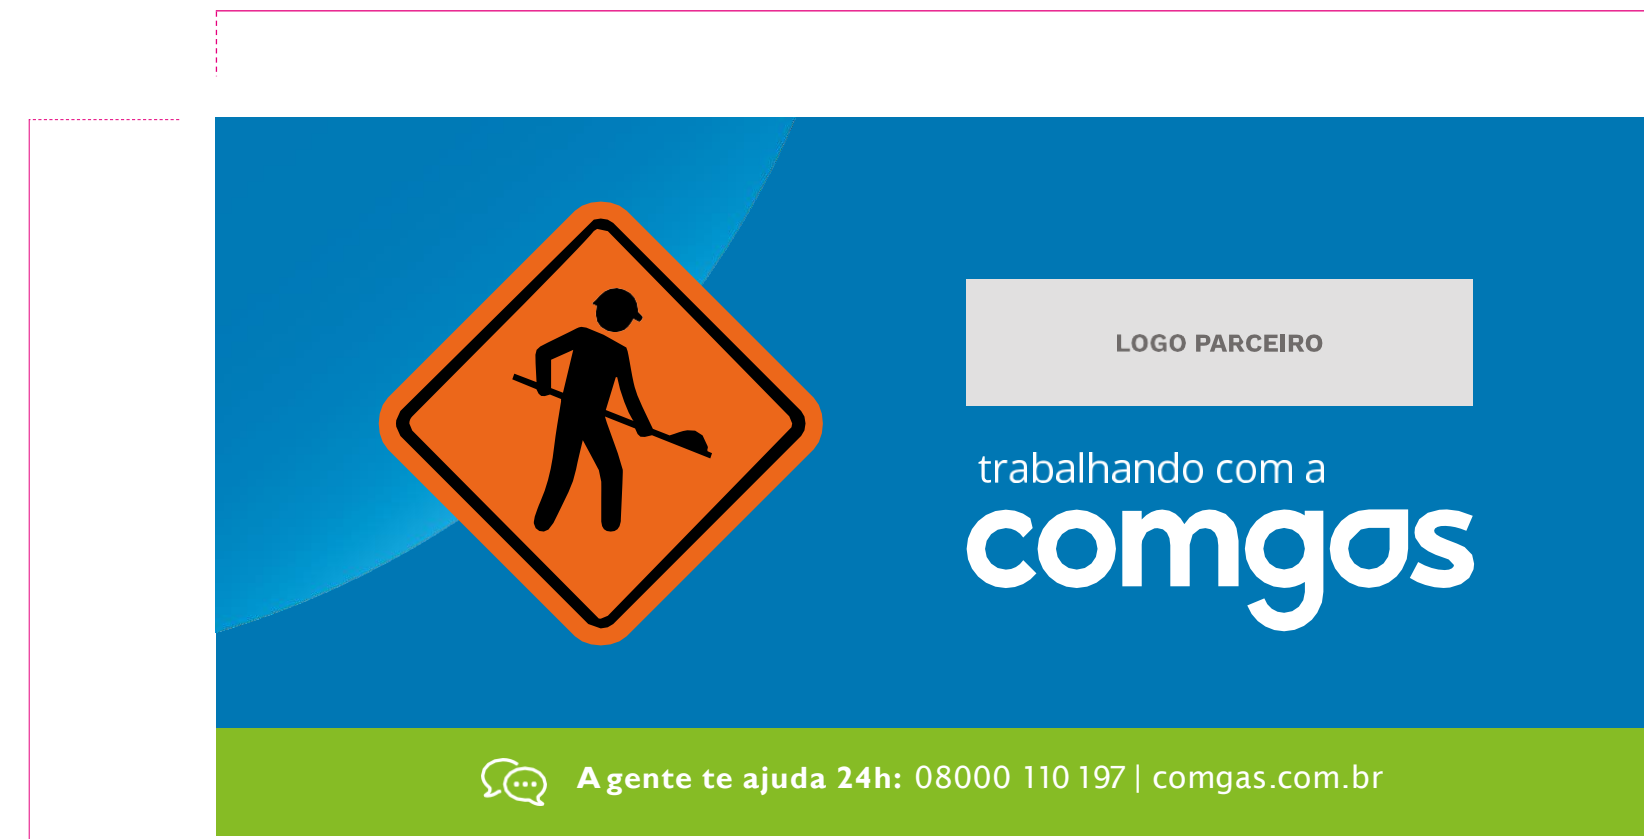 LOGO PARCEIRO
trabalhando com a
comgas
A gente te ajuda 24h: 08000 110 197 | comgas.com.br